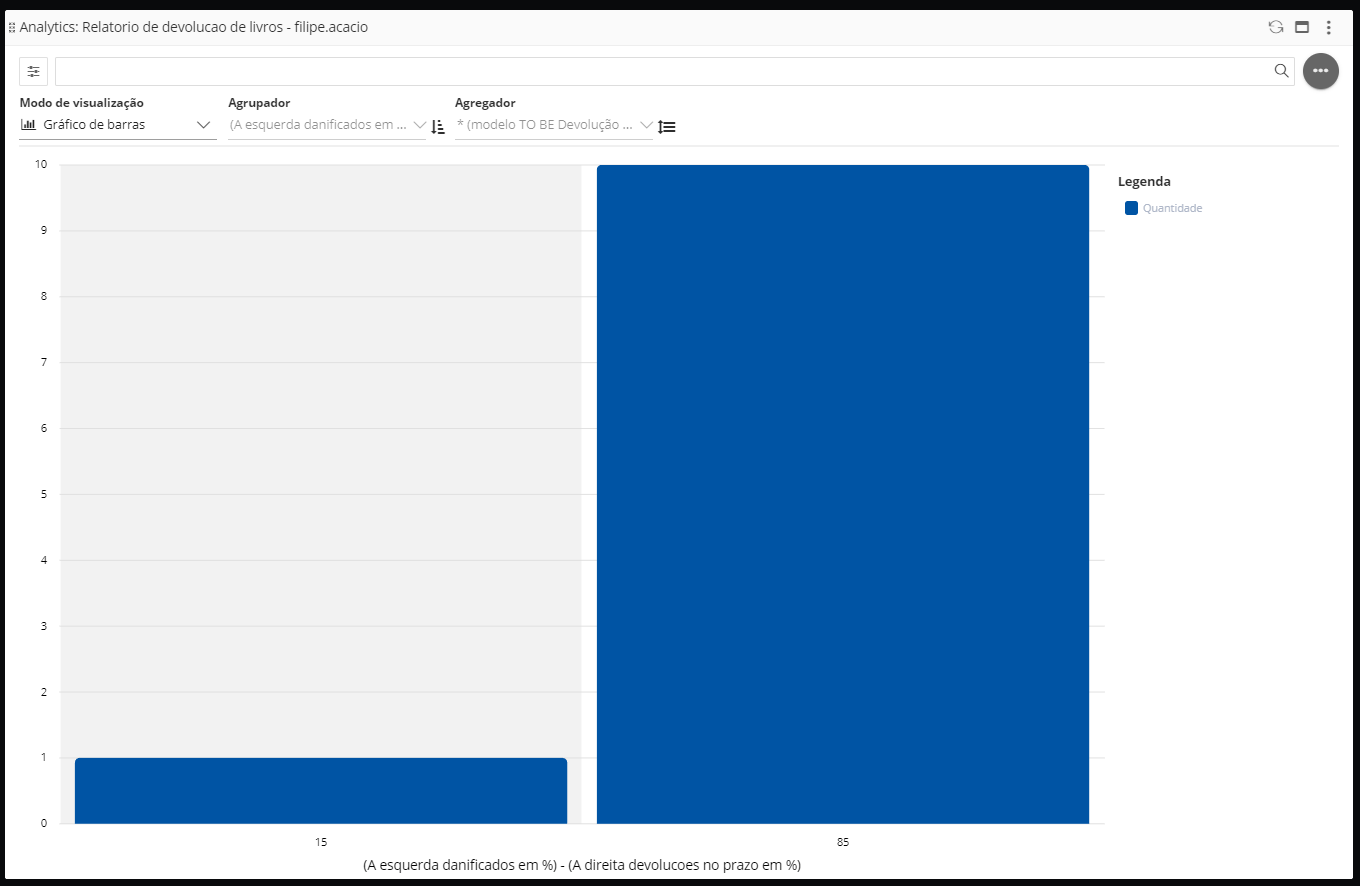 Analytics: Relatorio de devolucao de livros - filipe.acacio
Modo de visualização
Agrupador
Agregador
Gráfico de barras
(A esquerda danificados em ...
* (modelo TO BE Devolução ...
10
9
8
7
6
5
4
3
2
1
0
Legenda
Quantidade
15
85
(A esquerda danificados em %) - (A direita devolucoes no prazo em %)